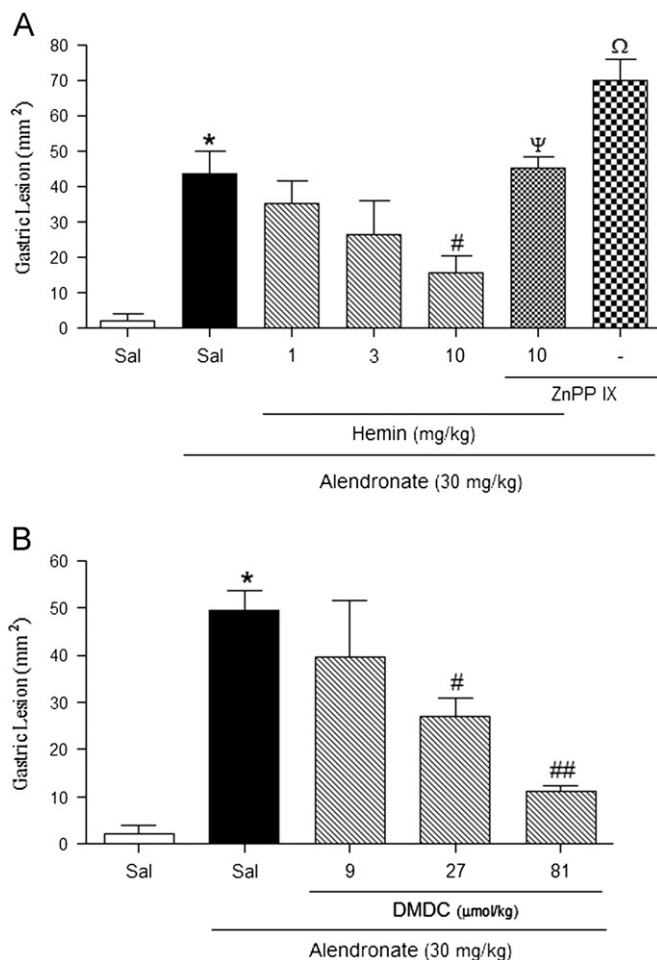 A
80
70
60
50
40
30
20
10
0
Gastric Lesion (mm²)
*
#
Ψ
Ω
Sal Sal 1 3 10 10 -
ZnPP IX
Hemin (mg/kg)
Alendronate (30 mg/kg)
B
60
50
40
30
20
10
0
Gastric Lesion (mm²)
*
#
##
Sal Sal 9 27 81
DMDC (µmol/kg)
Alendronate (30 mg/kg)